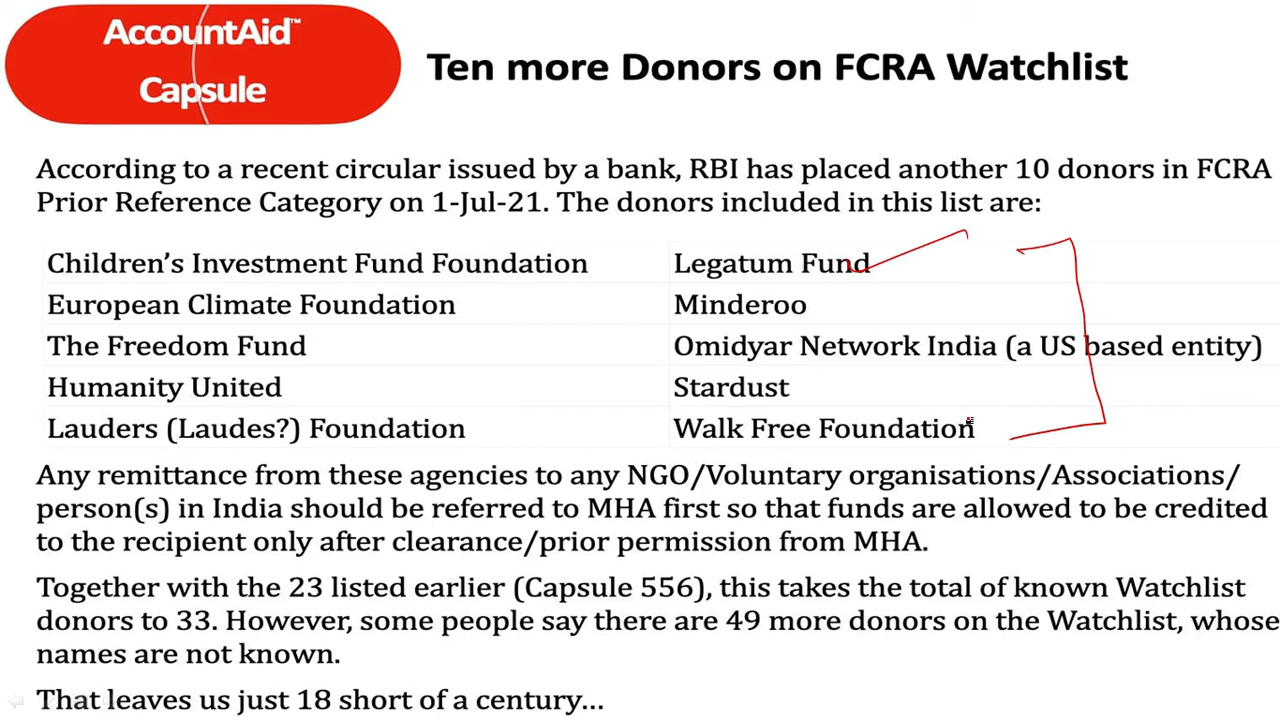 AccountAid™
Capsule
Ten more Donors on FCRA Watchlist
According to a recent circular issued by a bank, RBI has placed another 10 donors in FCRA
Prior Reference Category on 1-Jul-21. The donors included in this list are:
Children’s Investment Fund Foundation
Legatum Fund
European Climate Foundation
Minderoo
The Freedom Fund
Omidyar Network India (a US based entity)
Humanity United
Stardust
Lauders (Laudes?) Foundation
Walk Free Foundation
Any remittance from these agencies to any NGO/Voluntary organisations/Associations/
person(s) in India should be referred to MHA first so that funds are allowed to be credited
to the recipient only after clearance/prior permission from MHA.
Together with the 23 listed earlier (Capsule 556), this takes the total of known Watchlist
donors to 33. However, some people say there are 49 more donors on the Watchlist, whose
names are not known.
That leaves us just 18 short of a century...